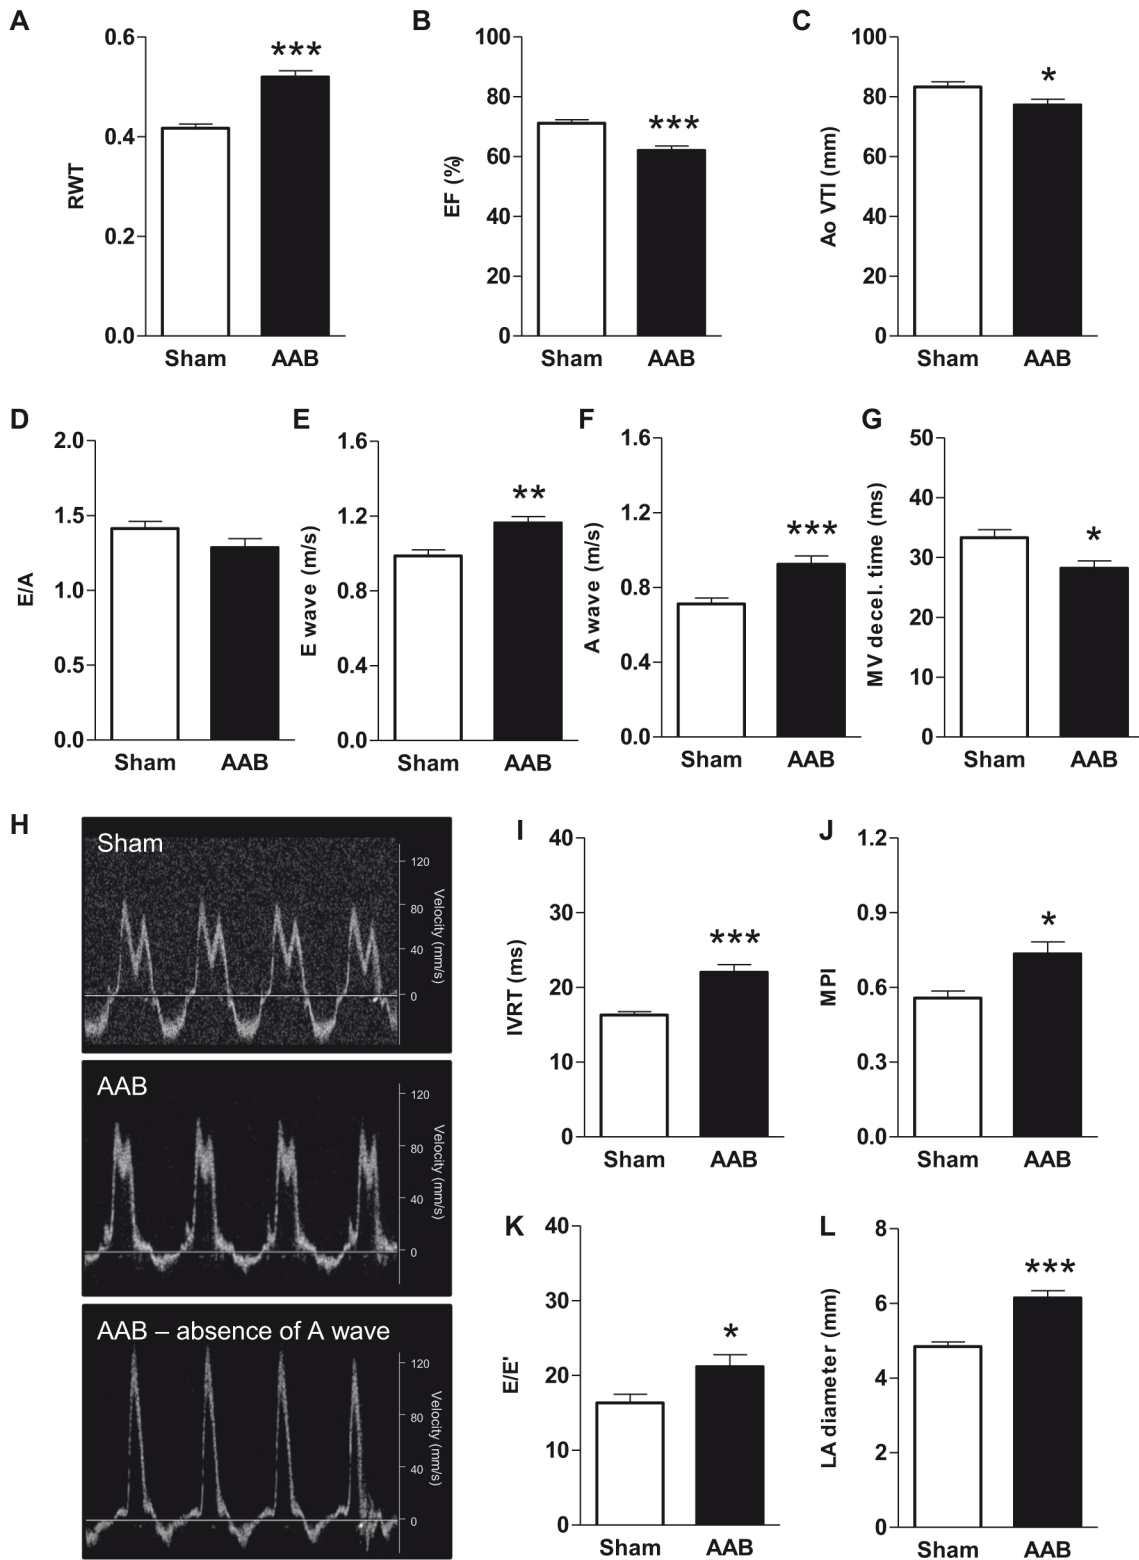 A
RWT
0.6
0.4
0.2
0.0
***
Sham
AAB
B
EF (%)
100
80
60
40
20
0
***
Sham
AAB
C
Ao VTI (mm)
100
80
60
40
20
0
*
Sham
AAB
D
E/A
2.0
1.5
1.0
0.5
0.0
Sham
AAB
E
E wave (m/s)
1.6
1.2
0.8
0.4
0.0
**
Sham
AAB
F
A wave (m/s)
1.6
1.2
0.8
0.4
0.0
***
Sham
AAB
G
MV decel. time (ms)
50
40
30
20
10
0
*
Sham
AAB
H
Sham
120
80
40
0
Velocity (mm/s)
AAB
120
80
40
0
Velocity (mm/s)
AAB – absence of A wave
120
80
40
0
Velocity (mm/s)
I
IVRT (ms)
40
30
20
10
0
***
Sham
AAB
J
MPI
1.2
0.9
0.6
0.3
0.0
*
Sham
AAB
K
E/E'
40
30
20
10
0
*
Sham
AAB
L
LA diameter (mm)
8
6
4
2
0
***
Sham
AAB